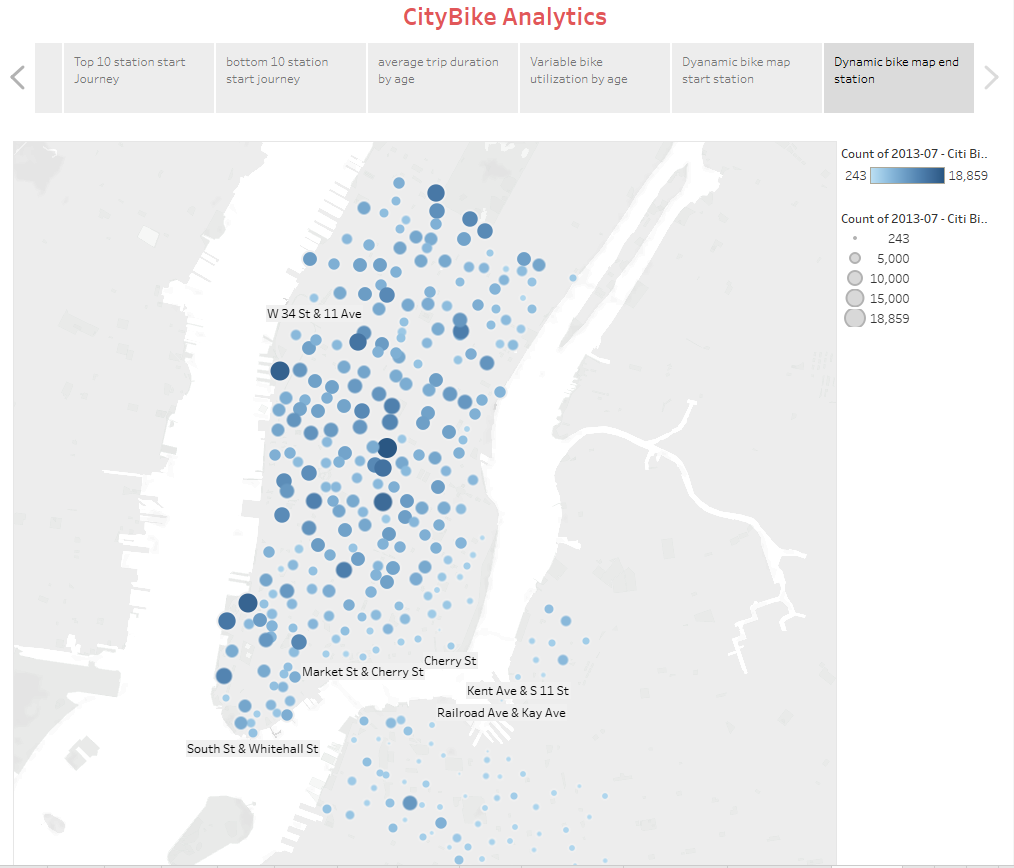 CityBike Analytics
Top 10 station start
Journey
bottom 10 station
start journey
average trip duration
by age
Variable bike
utilization by age
Dyanamic bike map
start station
Dynamic bike map end
station
Count of 2013-07 - Citi Bi..
243
18,859
Count of 2013-07 - Citi Bi..
243
5,000
10,000
15,000
18,859
W 34 St & 11 Ave
Cherry St
Market St & Cherry St
Kent Ave & S 11 St
Railroad Ave & Kay Ave
South St & Whitehall St